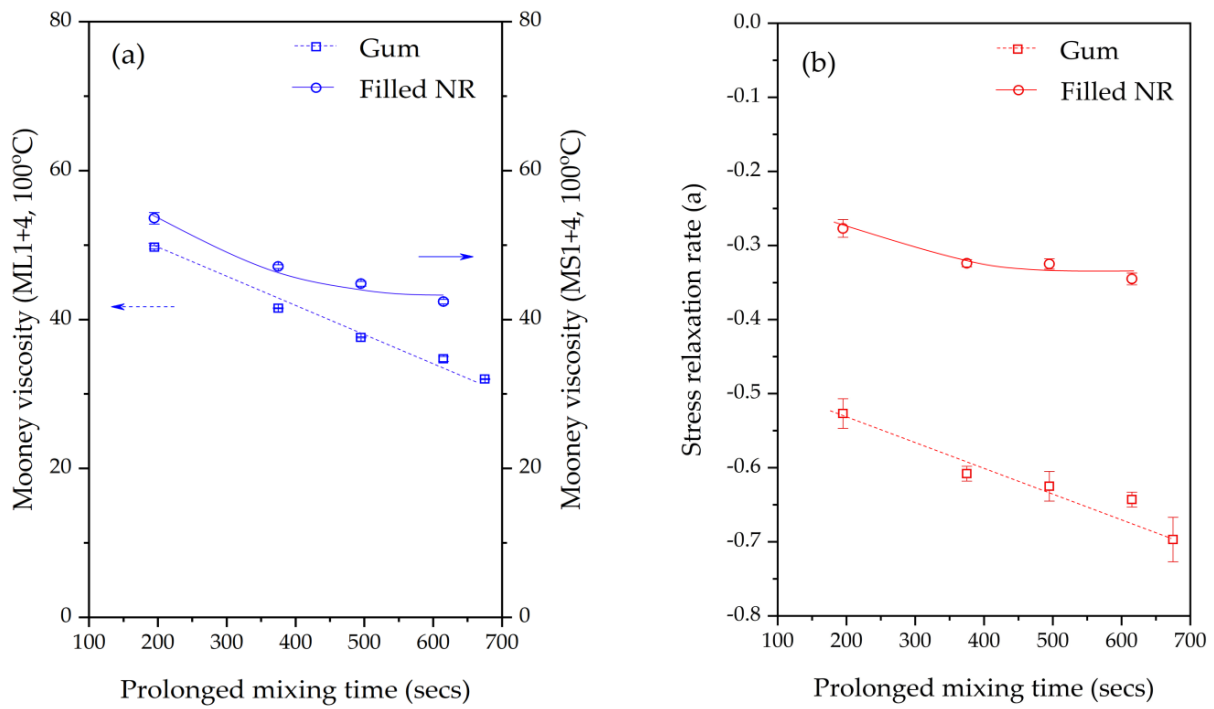 (a)
Gum
Filled NR
80
60
40
20
0
80
60
40
20
0
100 200 300 400 500 600 700
Mooney viscosity (ML1+4, 100ºC)
Mooney viscosity (MS1+4, 100ºC)
Prolonged mixing time (secs)
(b)
Gum
Filled NR
0.0
-0.1
-0.2
-0.3
-0.4
-0.5
-0.6
-0.7
-0.8
100 200 300 400 500 600 700
Stress relaxation rate (a)
Prolonged mixing time (secs)